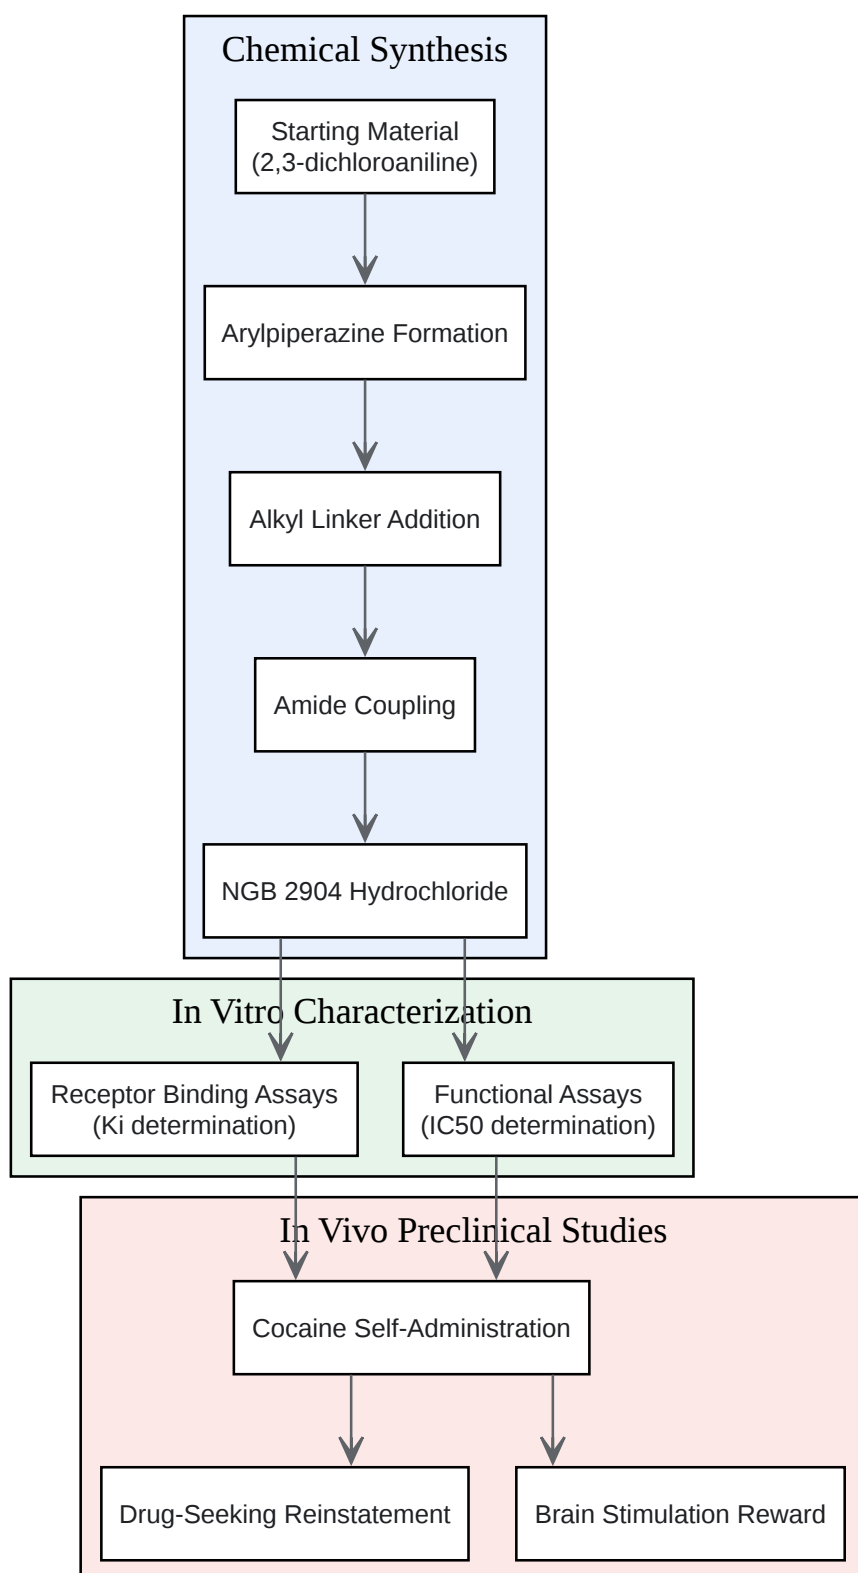 Chemical Synthesis
Starting Material
(2,3-dichloroaniline)
Arylpiperazine Formation
Alkyl Linker Addition
Amide Coupling
NGB 2904 Hydrochloride
In Vitro Characterization
Receptor Binding Assays
(Ki determination)
Functional Assays
(IC50 determination)
In Vivo Preclinical Studies
Cocaine Self-Administration
Drug-Seeking Reinstatement
Brain Stimulation Reward